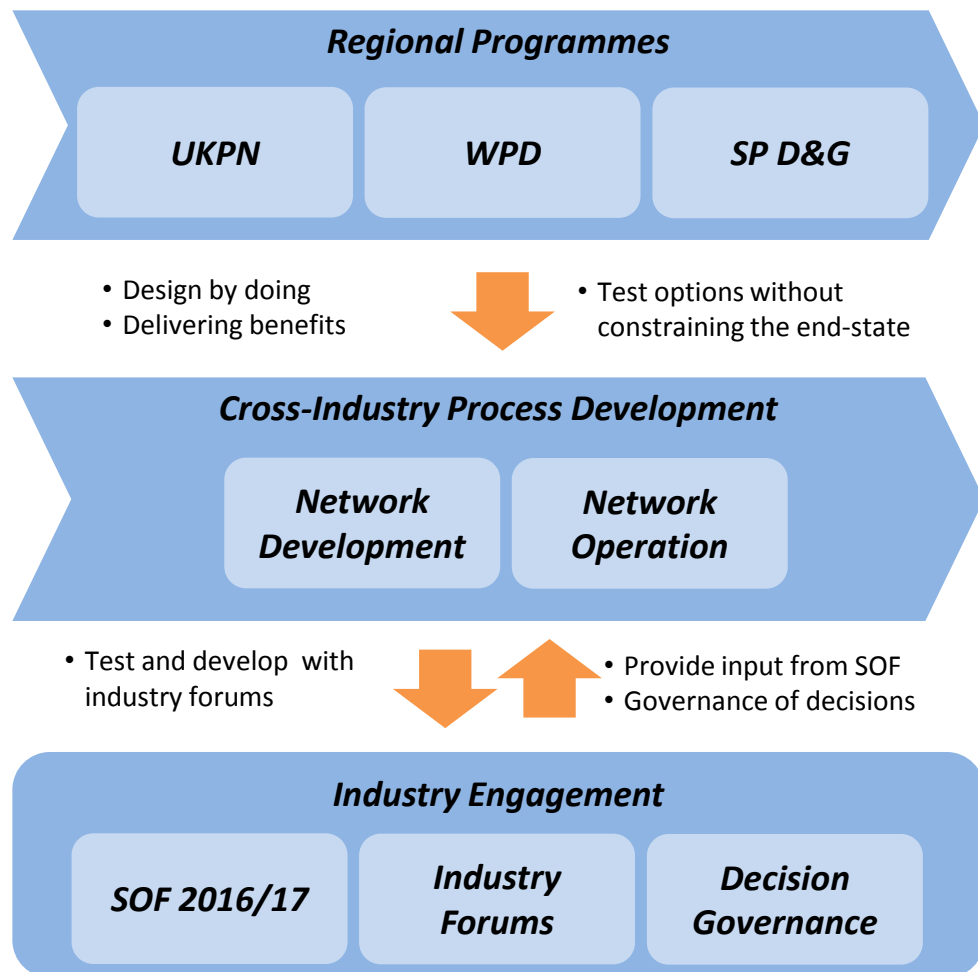 Regional Programmes
UKPN
WPD
SP D&G
• Design by doing
• Delivering benefits
• Test options without
constraining the end-state
Cross-Industry Process Development
Network
Development
Network
Operation
• Test and develop  with
industry forums
• Provide input from SOF
• Governance of decisions
Industry Engagement
SOF 2016/17
Industry
Forums
Decision
Governance